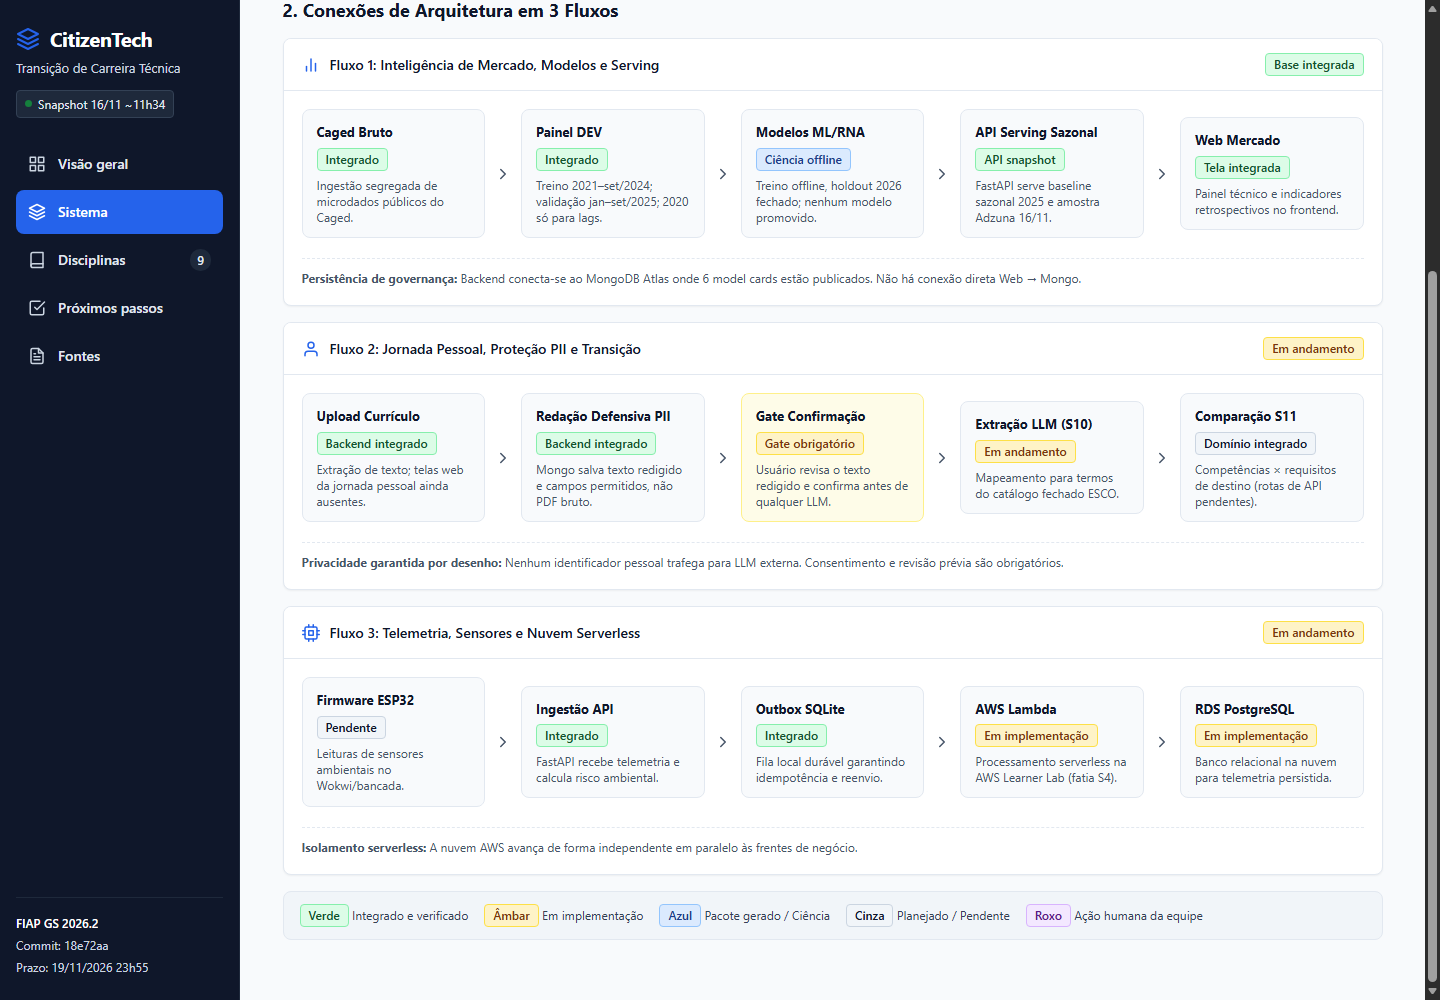 CitizenTech
Transição de Carreira Técnica
Snapshot 16/11 ~11h34
Visão geral
Sistema
Disciplinas 9
Próximos passos
Fontes
FIAP GS 2026.2
Commit: 18e72aa
Prazo: 19/11/2026 23h55
2. Conexões de Arquitetura em 3 Fluxos
Fluxo 1: Inteligência de Mercado, Modelos e Serving
Base integrada
Caged Bruto
Integrado
Ingestão segregada de
microdados públicos do
Caged.
Painel DEV
Integrado
Treino 2021–set/2024;
validação jan–set/2025; 2020
só para lags.
Modelos ML/RNA
Ciência offline
Treino offline, holdout 2026
fechado; nenhum modelo
promovido.
API Serving Sazonal
API snapshot
FastAPI serve baseline
sazonal 2025 e amostra
Adzuna 16/11.
Web Mercado
Tela integrada
Painel técnico e indicadores
retrospectivos no frontend.
Persistência de governança: Backend conecta-se ao MongoDB Atlas onde 6 model cards estão publicados. Não há conexão direta Web → Mongo.
Fluxo 2: Jornada Pessoal, Proteção PII e Transição
Em andamento
Upload Currículo
Backend integrado
Extração de texto; telas web
da jornada pessoal ainda
ausentes.
Redação Defensiva PII
Backend integrado
Mongo salva texto redigido
e campos permitidos, não
PDF bruto.
Gate Confirmação
Gate obrigatório
Usuário revisa o texto
redigido e confirma antes de
qualquer LLM.
Extração LLM (S10)
Em andamento
Mapeamento para termos
do catálogo fechado ESCO.
Comparação S11
Domínio integrado
Competências × requisitos
de destino (rotas de API
pendentes).
Privacidade garantida por desenho: Nenhum identificador pessoal trafega para LLM externa. Consentimento e revisão prévia são obrigatórios.
Fluxo 3: Telemetria, Sensores e Nuvem Serverless
Em andamento
Firmware ESP32
Pendente
Leituras de sensores
ambientais no
Wokwi/bancada.
Ingestão API
Integrado
FastAPI recebe telemetria e
calcula risco ambiental.
Outbox SQLite
Integrado
Fila local durável garantindo
idempotência e reenvio.
AWS Lambda
Em implementação
Processamento serverless na
AWS Learner Lab (fatia S4).
RDS PostgreSQL
Em implementação
Banco relacional na nuvem
para telemetria persistida.
Isolamento serverless: A nuvem AWS avança de forma independente em paralelo às frentes de negócio.
Verde Integrado e verificado Âmbar Em implementação Azul Pacote gerado / Ciência Cinza Planejado / Pendente Roxo Ação humana da equipe